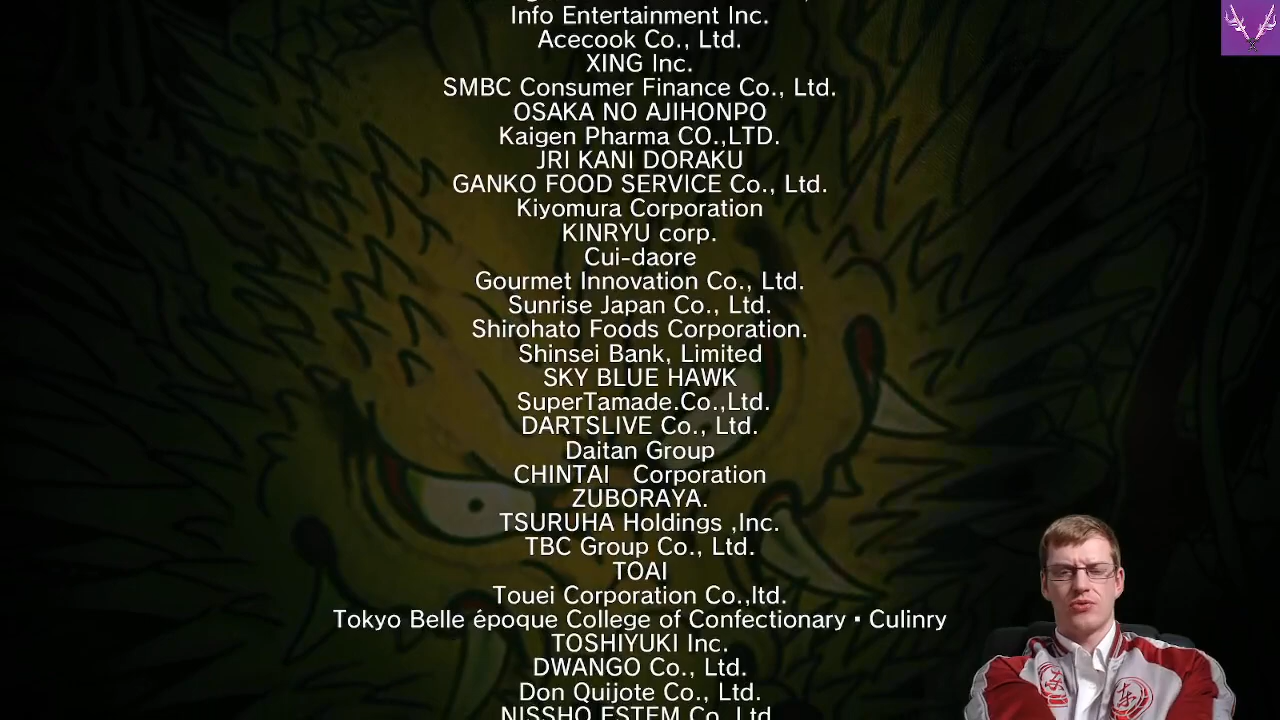 Info Entertainment Inc.
Acecook Co., Ltd.
XING Inc.
SMBC Consumer Finance Co., Ltd.
OSAKA NO AJIHONPO
Kaigen Pharma CO.,LTD.
JRI KANI DORAKU
GANKO FOOD SERVICE Co., Ltd.
Kiyomura Corporation
KINRYU corp.
Cui-daore
Gourmet Innovation Co., Ltd.
Sunrise Japan Co., Ltd.
Shirohato Foods Corporation.
Shinsei Bank, Limited
SKY BLUE HAWK
SuperTamade.Co.,Ltd.
DARTSLIVE Co., Ltd.
Daitan Group
CHINTAI Corporation
ZUBORAYA.
TSURUHA Holdings ,Inc.
TBC Group Co., Ltd.
TOAI
Touei Corporation Co.,ltd.
Tokyo Belle époque College of Confectionary ▪ Culinry
TOSHIYUKI Inc.
DWANGO Co., Ltd.
Don Quijote Co., Ltd.
NISSHO ESTEM Co., Ltd.